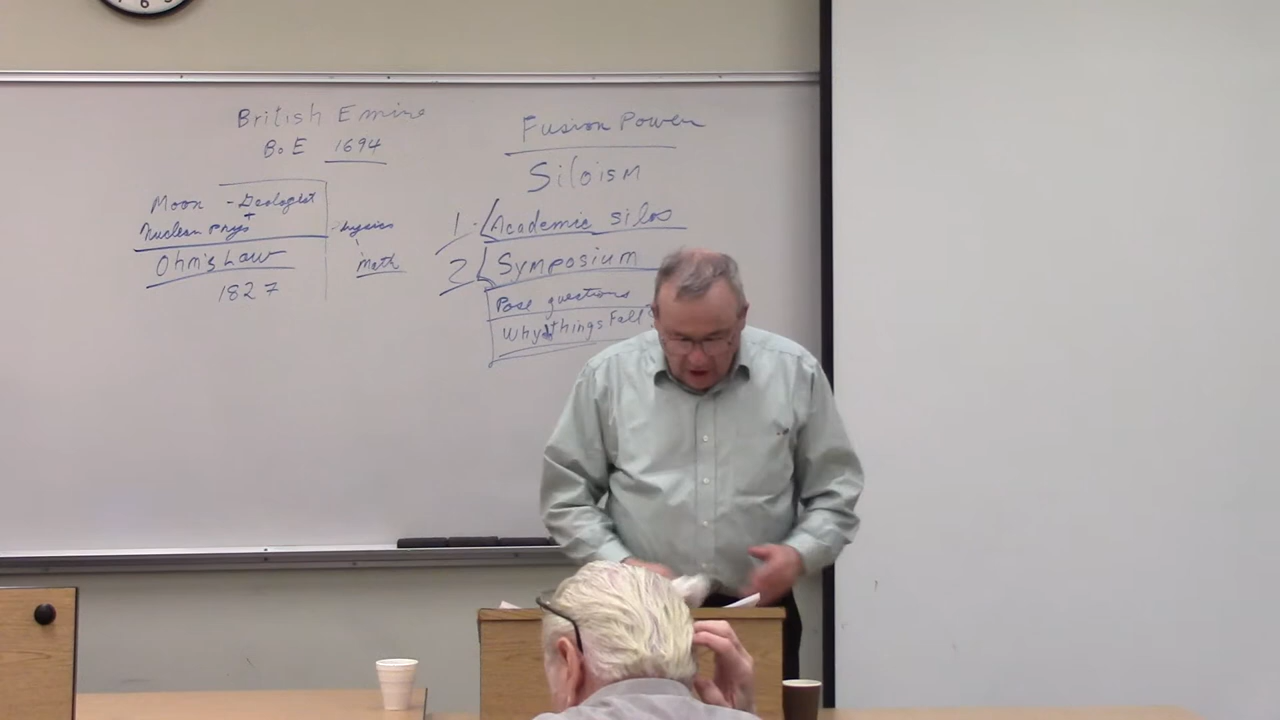 British Empire
B. o E 1694
Moon - Geologist
+
Nuclear Phys
Physics
Ohm's Law
Math
1827
Fusion Power
Siloism
1. Academic silos
2 Symposium
Pose questions
Why things Fall
6